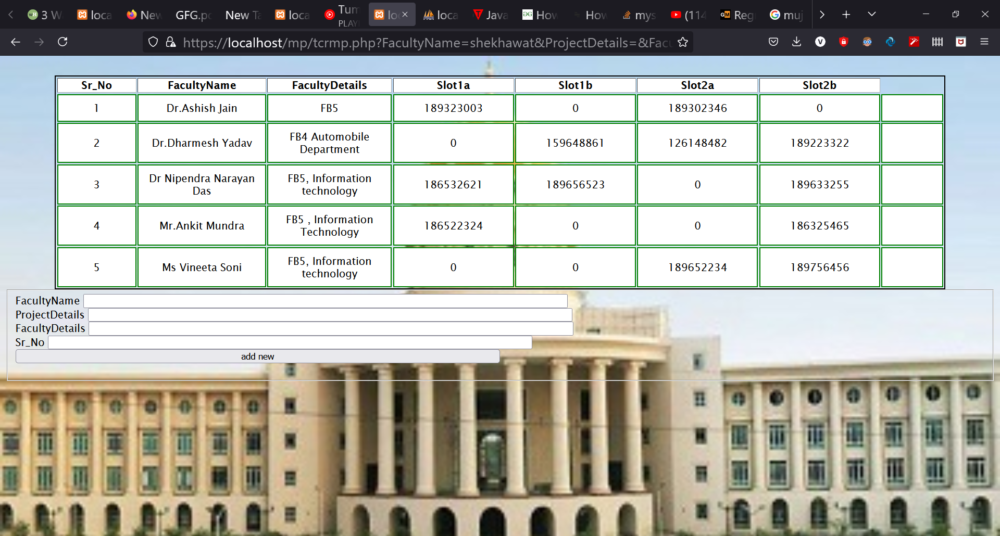 3 W
loca
New
GFG.pc
New Ta
loca
Tum
PLAYI
lo
loca
Java
How
How
mys
(114
Reg
muj
https://localhost/mp/tcrmp.php?FacultyName=shekhawat&ProjectDetails=&Fac
Sr_No FacultyName FacultyDetails Slot1a Slot1b Slot2a Slot2b
1 Dr.Ashish Jain FB5 189323003 0 189302346 0
2 Dr.Dharmesh Yadav FB4 Automobile Department 0 159648861 126148482 189223322
3 Dr Nipendra Narayan Das FB5, Information technology 186532621 189656523 0 189633255
4 Mr.Ankit Mundra FB5 , Information Technology 186522324 0 0 186325465
5 Ms Vineeta Soni FB5, Information technology 0 0 189652234 189756456
FacultyName
ProjectDetails
FacultyDetails
Sr_No
add new